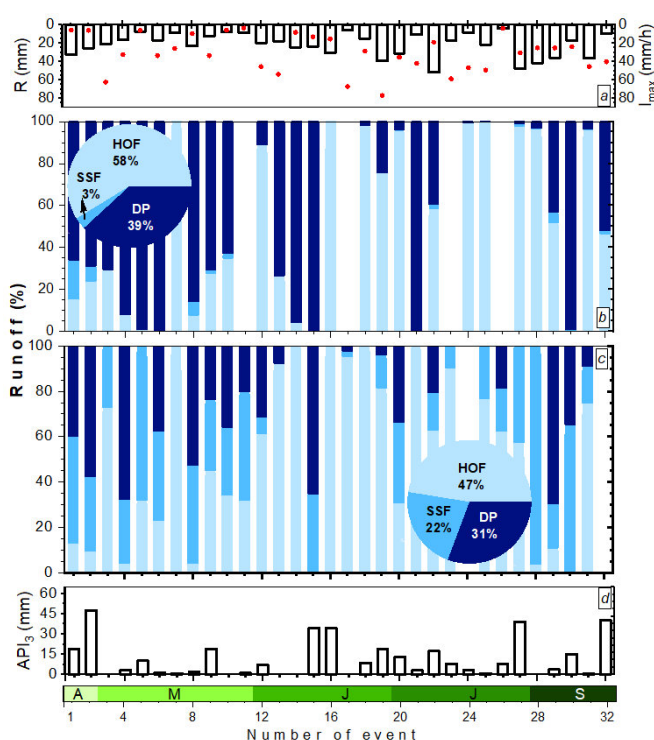 0
20
40
60
80
R (mm)
0
20
40
60
80
I max (mm/h)
a
100
80
60
40
20
0
HOF
58%
SSF
3%
DP
39%
b
Runoff (%)
100
80
60
40
20
0
HOF
47%
SSF
22%
DP
31%
c
60
45
30
15
0
API3 (mm)
d
A M J J S
1 4 8 12 16 20 24 28 32
Number of event